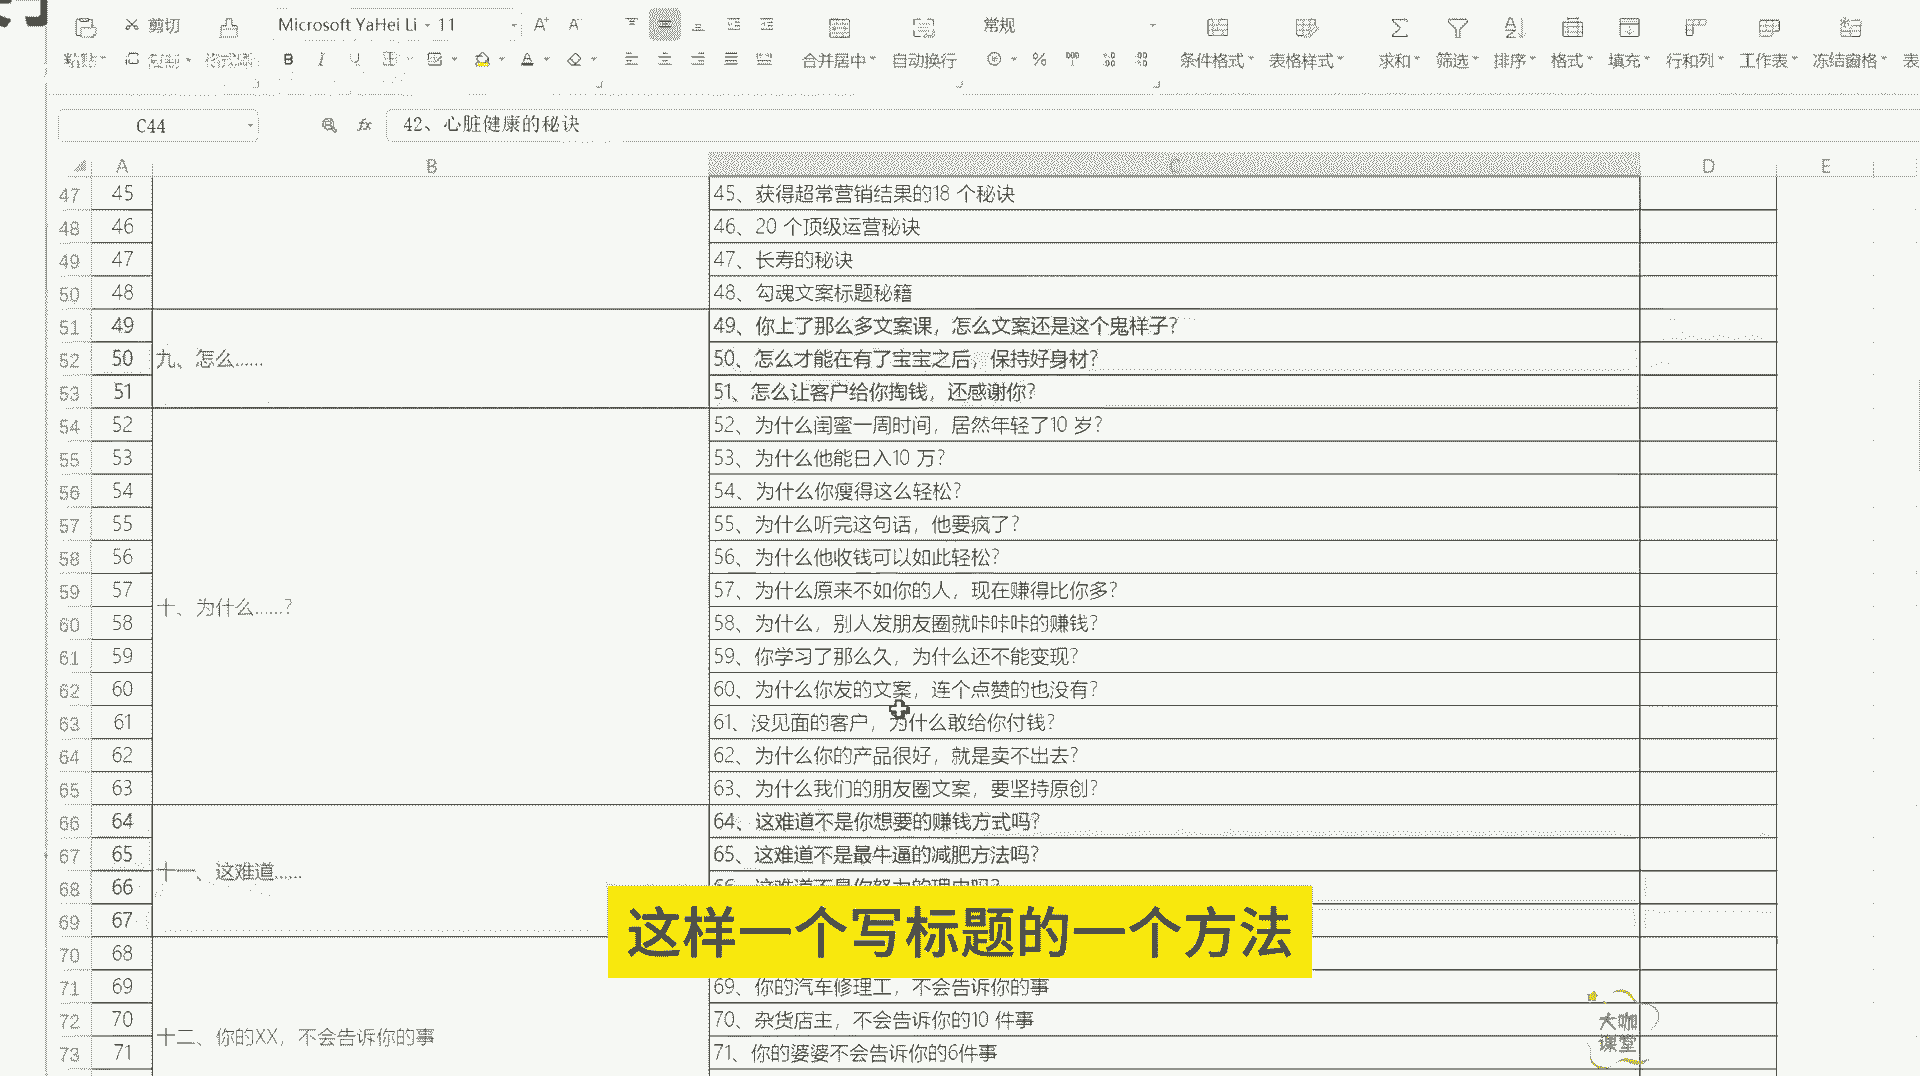 剪切 Microsoft YaHei Li 11 A+ A- 常规
粘贴 复制 格式刷 B I U A 合并居中 自动换行 % 条件格式 表格样式 求和 筛选 排序 格式 填充 行和列 工作表 冻结窗格 表
C44 fx 42、心脏健康的秘诀
A B C D E
47 45 45、获得超常营销结果的18 个秘诀
48 46 46、20 个顶级运营秘诀
49 47 47、长寿的秘诀
50 48 48、勾魂文案标题秘籍
51 49 49、你上了那么多文案课，怎么文案还是这个鬼样子？
52 50 九、怎么…… 50、怎么才能在有了宝宝之后，保持好身材？
53 51 51、怎么让客户给你掏钱，还感谢你？
54 52 52、为什么闺蜜一周时间，居然年轻了10 岁？
55 53 53、为什么他能日入10 万？
56 54 54、为什么你瘦得这么轻松？
57 55 55、为什么听完这句话，他要疯了？
58 56 56、为什么他收钱可以如此轻松？
59 57 57、为什么原来不如你的人，现在赚得比你多？
十、为什么……？
60 58 58、为什么，别人发朋友圈就咔咔咔的赚钱？
61 59 59、你学习了那么久，为什么还不能变现？
62 60 60、为什么你发的文案，连个点赞的也没有？
63 61 61、没见面的客户，为什么敢给你付钱？
64 62 62、为什么你的产品很好，就是卖不出去？
65 63 63、为什么我们的朋友圈文案，要坚持原创？
66 64 64、这难道不是你想要的赚钱方式吗？
67 65 65、这难道不是最牛逼的减肥方法吗？
十一、这难道……
68 66 66、这难道不是你努力的理由吗？
69 67
这样一个写标题的一个方法
70 68
71 69 69、你的汽车修理工，不会告诉你的事
72 70 70、杂货店主，不会告诉你的10 件事
十二、你的XX，不会告诉你的事
73 71 71、你的婆婆不会告诉你的6件事
大咖
课堂